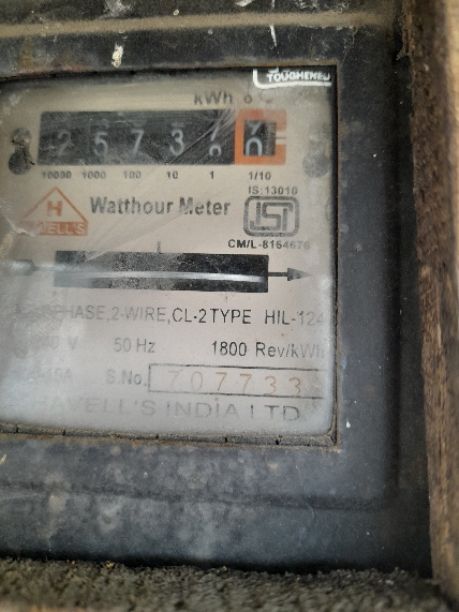 TOUGHENED
kWh
2 5 7 3
10000 1000 100 10 1 1/10
IS:13010
H
Watthour Meter
ISI
CM/L-8164676
PHASE,2-WIRE,CL-2 TYPE HIL-124
V 50 Hz 1800 Rev/kWh
S.No. 707733
HAVELL'S INDIA LTD